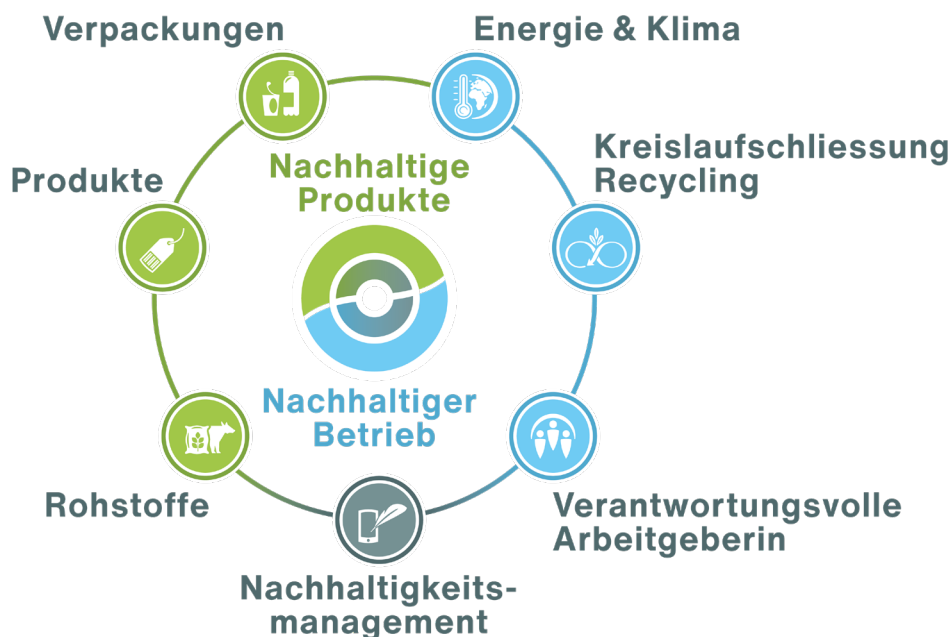 Verpackungen
Energie & Klima
Kreislaufschliessung
Recycling
Produkte
Nachhaltige
Produkte
Nachhaltiger
Betrieb
Rohstoffe
Verantwortungsvolle
Arbeitgeberin
Nachhaltigkeits-
management